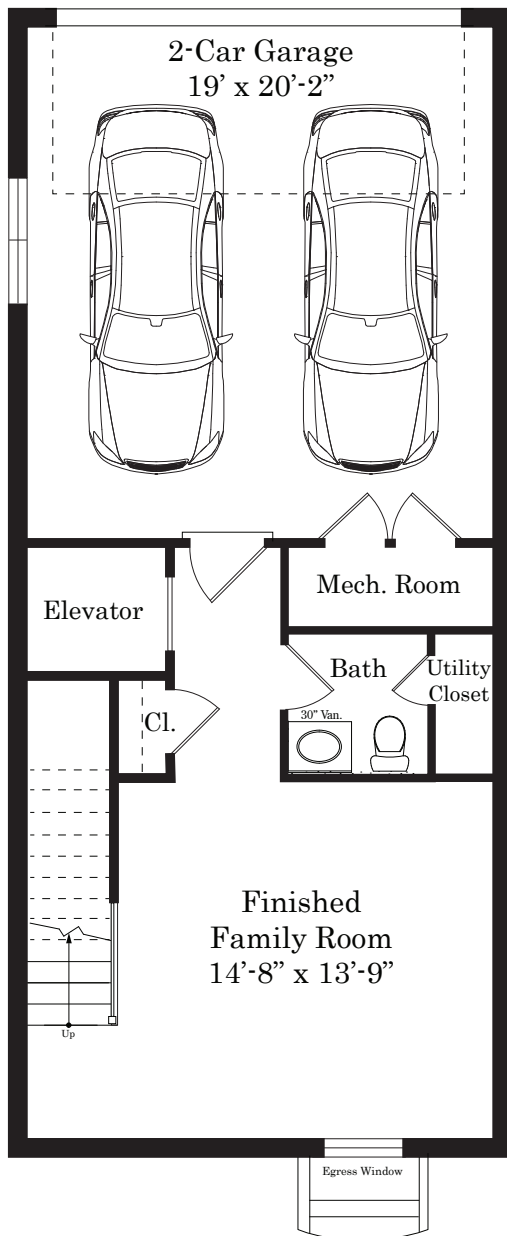 2-Car Garage
19’ x 20’-2”
Elevator
Mech. Room
Bath
Utility
Closet
Cl.
30” Van.
Finished
Family Room
14’-8” x 13’-9”
Up
Egress Window